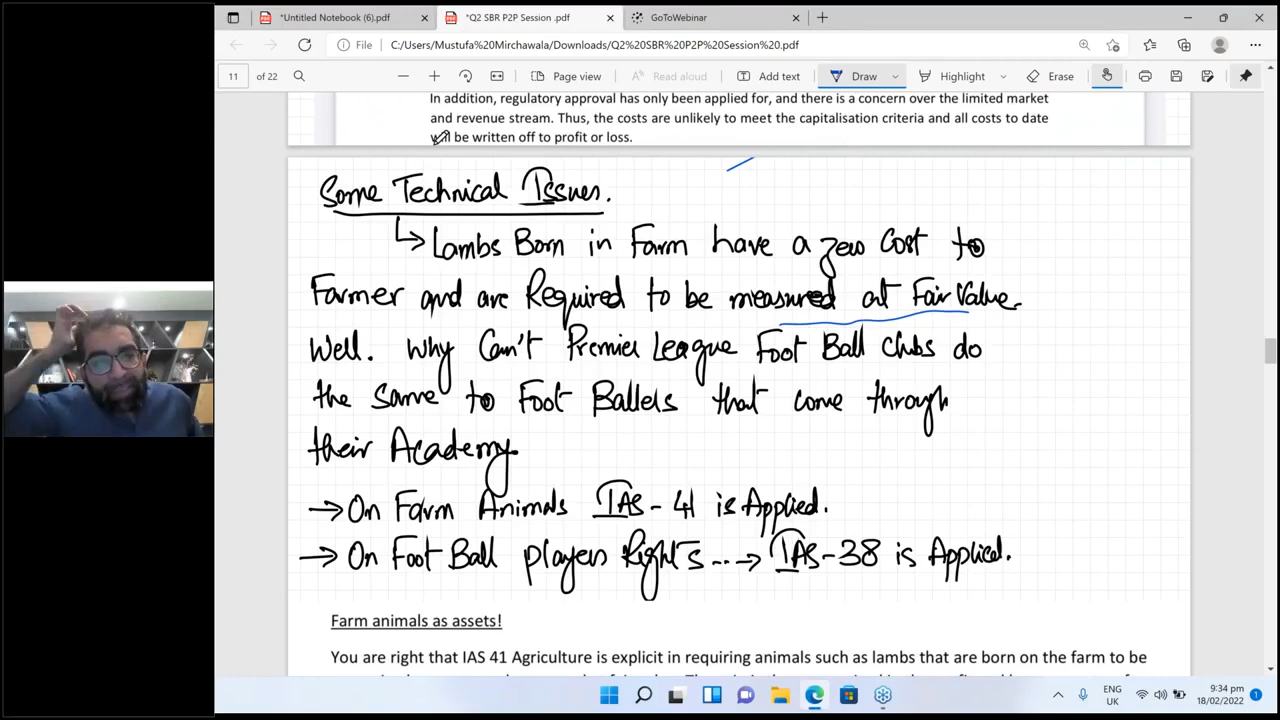 *Untitled Notebook (6).pdf
*Q2 SBR P2P Session .pdf
GoToWebinar
File
C:/Users/Mustufa%20Mirchawala/Downloads/Q2%20SBR%20P2P%20Session%20.pdf
11 of 22
Page view
Read aloud
Add text
Draw
Highlight
Erase
In addition, regulatory approval has only been applied for, and there is a concern over the limited market
and revenue stream. Thus, the costs are unlikely to meet the capitalisation criteria and all costs to date
will be written off to profit or loss.
Some Technical Issues.
Lambs Born in Farm have a zero Cost to
Farmer and are Required to be measured at Fair Value
Well. Why Can't Premier League Foot Ball clubs do
the same to Foot Ballers that come through
their Academy
→ On Farm Animals IAS-41 is Applied.
→ On Foot Ball players Rights ...→ IAS-38 is Applied.
Farm animals as assets!
You are right that IAS 41 Agriculture is explicit in requiring animals such as lambs that are born on the farm to be
ENG
UK
9:34 pm
18/02/2022